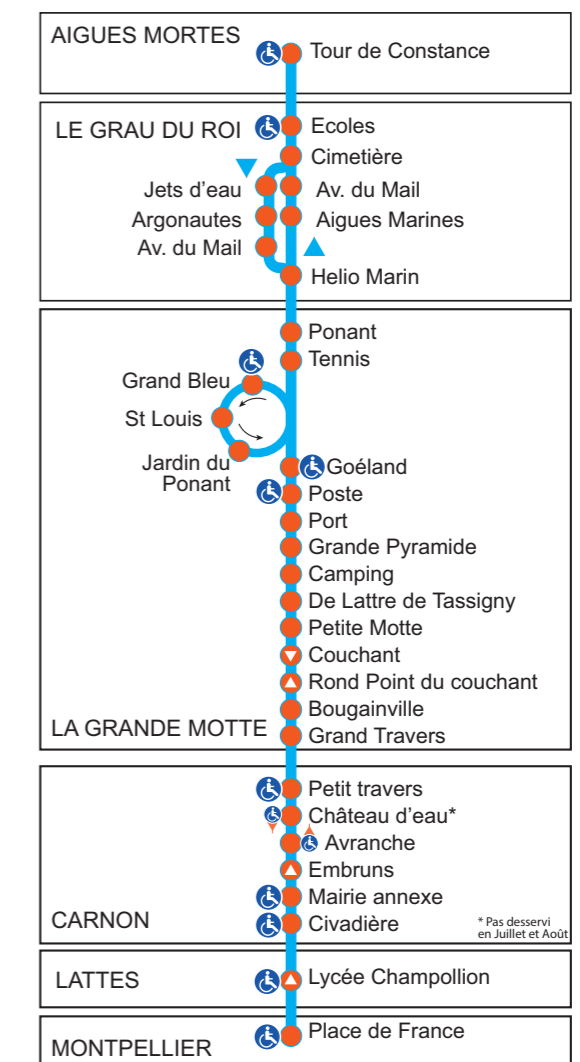 AIGUES MORTES
Tour de Constance
LE GRAU DU ROI
Ecoles
Cimetière
Jets d'eau
Av. du Mail
Argonautes
Aigues Marines
Av. du Mail
Helio Marin
Ponant
Tennis
Grand Bleu
St Louis
Jardin du
Ponant
Goéland
Poste
Port
Grande Pyramide
Camping
De Lattre de Tassigny
Petite Motte
Couchant
Rond Point du couchant
Bougainville
LA GRANDE MOTTE
Grand Travers
Petit travers
Château d'eau*
Avranche
Embruns
Mairie annexe
CARNON
Civadière
* Pas desservi
en Juillet et Août
LATTES
Lycée Champollion
MONTPELLIER
Place de France